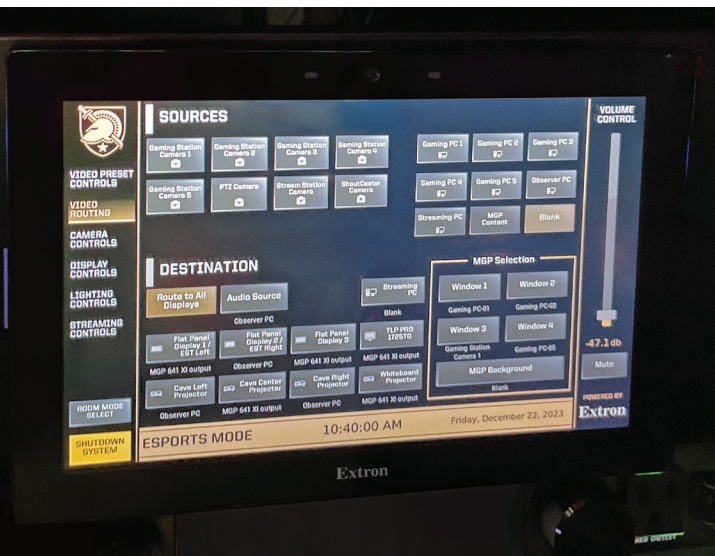 SOURCES
VOLUME
CONTROL
Gaming Station
Camera 1
Gaming Station
Camera 2
Gaming Station
Camera 3
Gaming Station
Camera 4
Gaming PC 1
Gaming PC 2
Gaming PC 3
VIDEO PRESET
CONTROLS
Gaming Station
Camera 5
PTZ Camera
Stream Station
Camera
ShoutCaster
Camera
Gaming PC 4
Gaming PC 5
Observer PC
VIDEO
ROUTING
Streaming PC
MGP
Content
Blank
CAMERA
CONTROLS
DISPLAY
CONTROLS
LIGHTING
CONTROLS
STREAMING
CONTROLS
DESTINATION
MGP Selection
Route to All
Displays
Audio Source
Observer PC
Streaming
PC
Blank
Window 1
Gaming PC-01
Window 2
Gaming PC-02
Flat Panel
Display 1 /
EGT Left
MGP 641 XI output
Flat Panel
Display 2 /
EGT Right
MGP 641 XI output
Flat Panel
Display 3
MGP 641 XI output
TLP PRO
1725TG
MGP 641 XI output
Window 3
Gaming Station
Camera 1
Window 4
Gaming PC-05
Cave Left
Projector
Observer PC
Cave Center
Projector
MGP 641 XI output
Cave Right
Projector
Observer PC
Whiteboard
Projector
MGP 641 XI output
MGP Background
Blank
-47.1db
Mute
POWERED BY
Extron
ROOM MODE
SELECT
SHUTDOWN
SYSTEM
ESPORTS MODE
10:40:00 AM
Friday, December 22, 2023
Extron
OUTLET